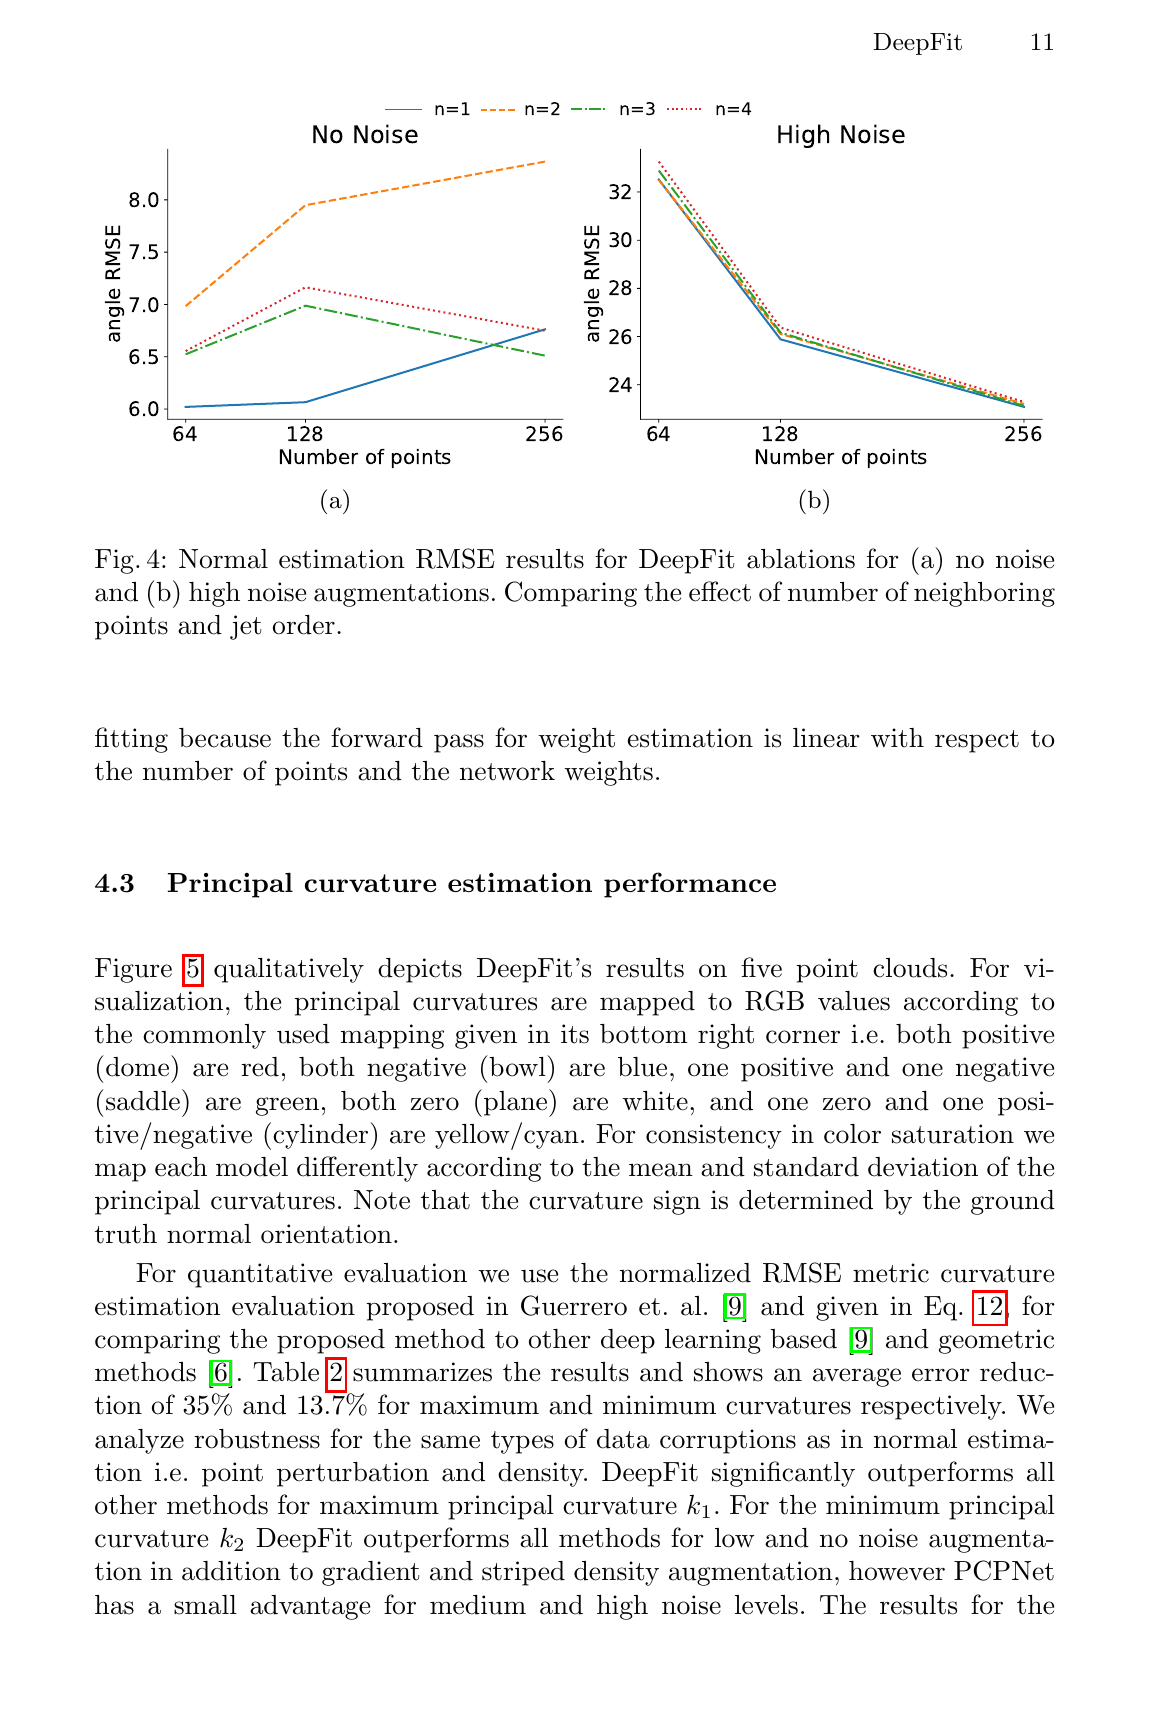 DeepFit 11
n=1 n=2 n=3 n=4
No Noise
8.0
7.5
7.0
6.5
6.0
angle RMSE
64 128 256
Number of points
(a)
High Noise
32
30
28
26
24
angle RMSE
64 128 256
Number of points
(b)
Fig. 4: Normal estimation RMSE results for DeepFit ablations for (a) no noise
and (b) high noise augmentations. Comparing the effect of number of neighboring
points and jet order.
fitting because the forward pass for weight estimation is linear with respect to
the number of points and the network weights.
4.3 Principal curvature estimation performance
Figure 5 qualitatively depicts DeepFit's results on five point clouds. For vi-
sualization, the principal curvatures are mapped to RGB values according to
the commonly used mapping given in its bottom right corner i.e. both positive
(dome) are red, both negative (bowl) are blue, one positive and one negative
(saddle) are green, both zero (plane) are white, and one zero and one posi-
tive/negative (cylinder) are yellow/cyan. For consistency in color saturation we
map each model differently according to the mean and standard deviation of the
principal curvatures. Note that the curvature sign is determined by the ground
truth normal orientation.
For quantitative evaluation we use the normalized RMSE metric curvature
estimation evaluation proposed in Guerrero et. al. [9] and given in Eq. 12, for
comparing the proposed method to other deep learning based [9] and geometric
methods [6]. Table 2 summarizes the results and shows an average error reduc-
tion of 35% and 13.7% for maximum and minimum curvatures respectively. We
analyze robustness for the same types of data corruptions as in normal estima-
tion i.e. point perturbation and density. DeepFit significantly outperforms all
other methods for maximum principal curvature k₁. For the minimum principal
curvature k₂ DeepFit outperforms all methods for low and no noise augmenta-
tion in addition to gradient and striped density augmentation, however PCPNet
has a small advantage for medium and high noise levels. The results for the